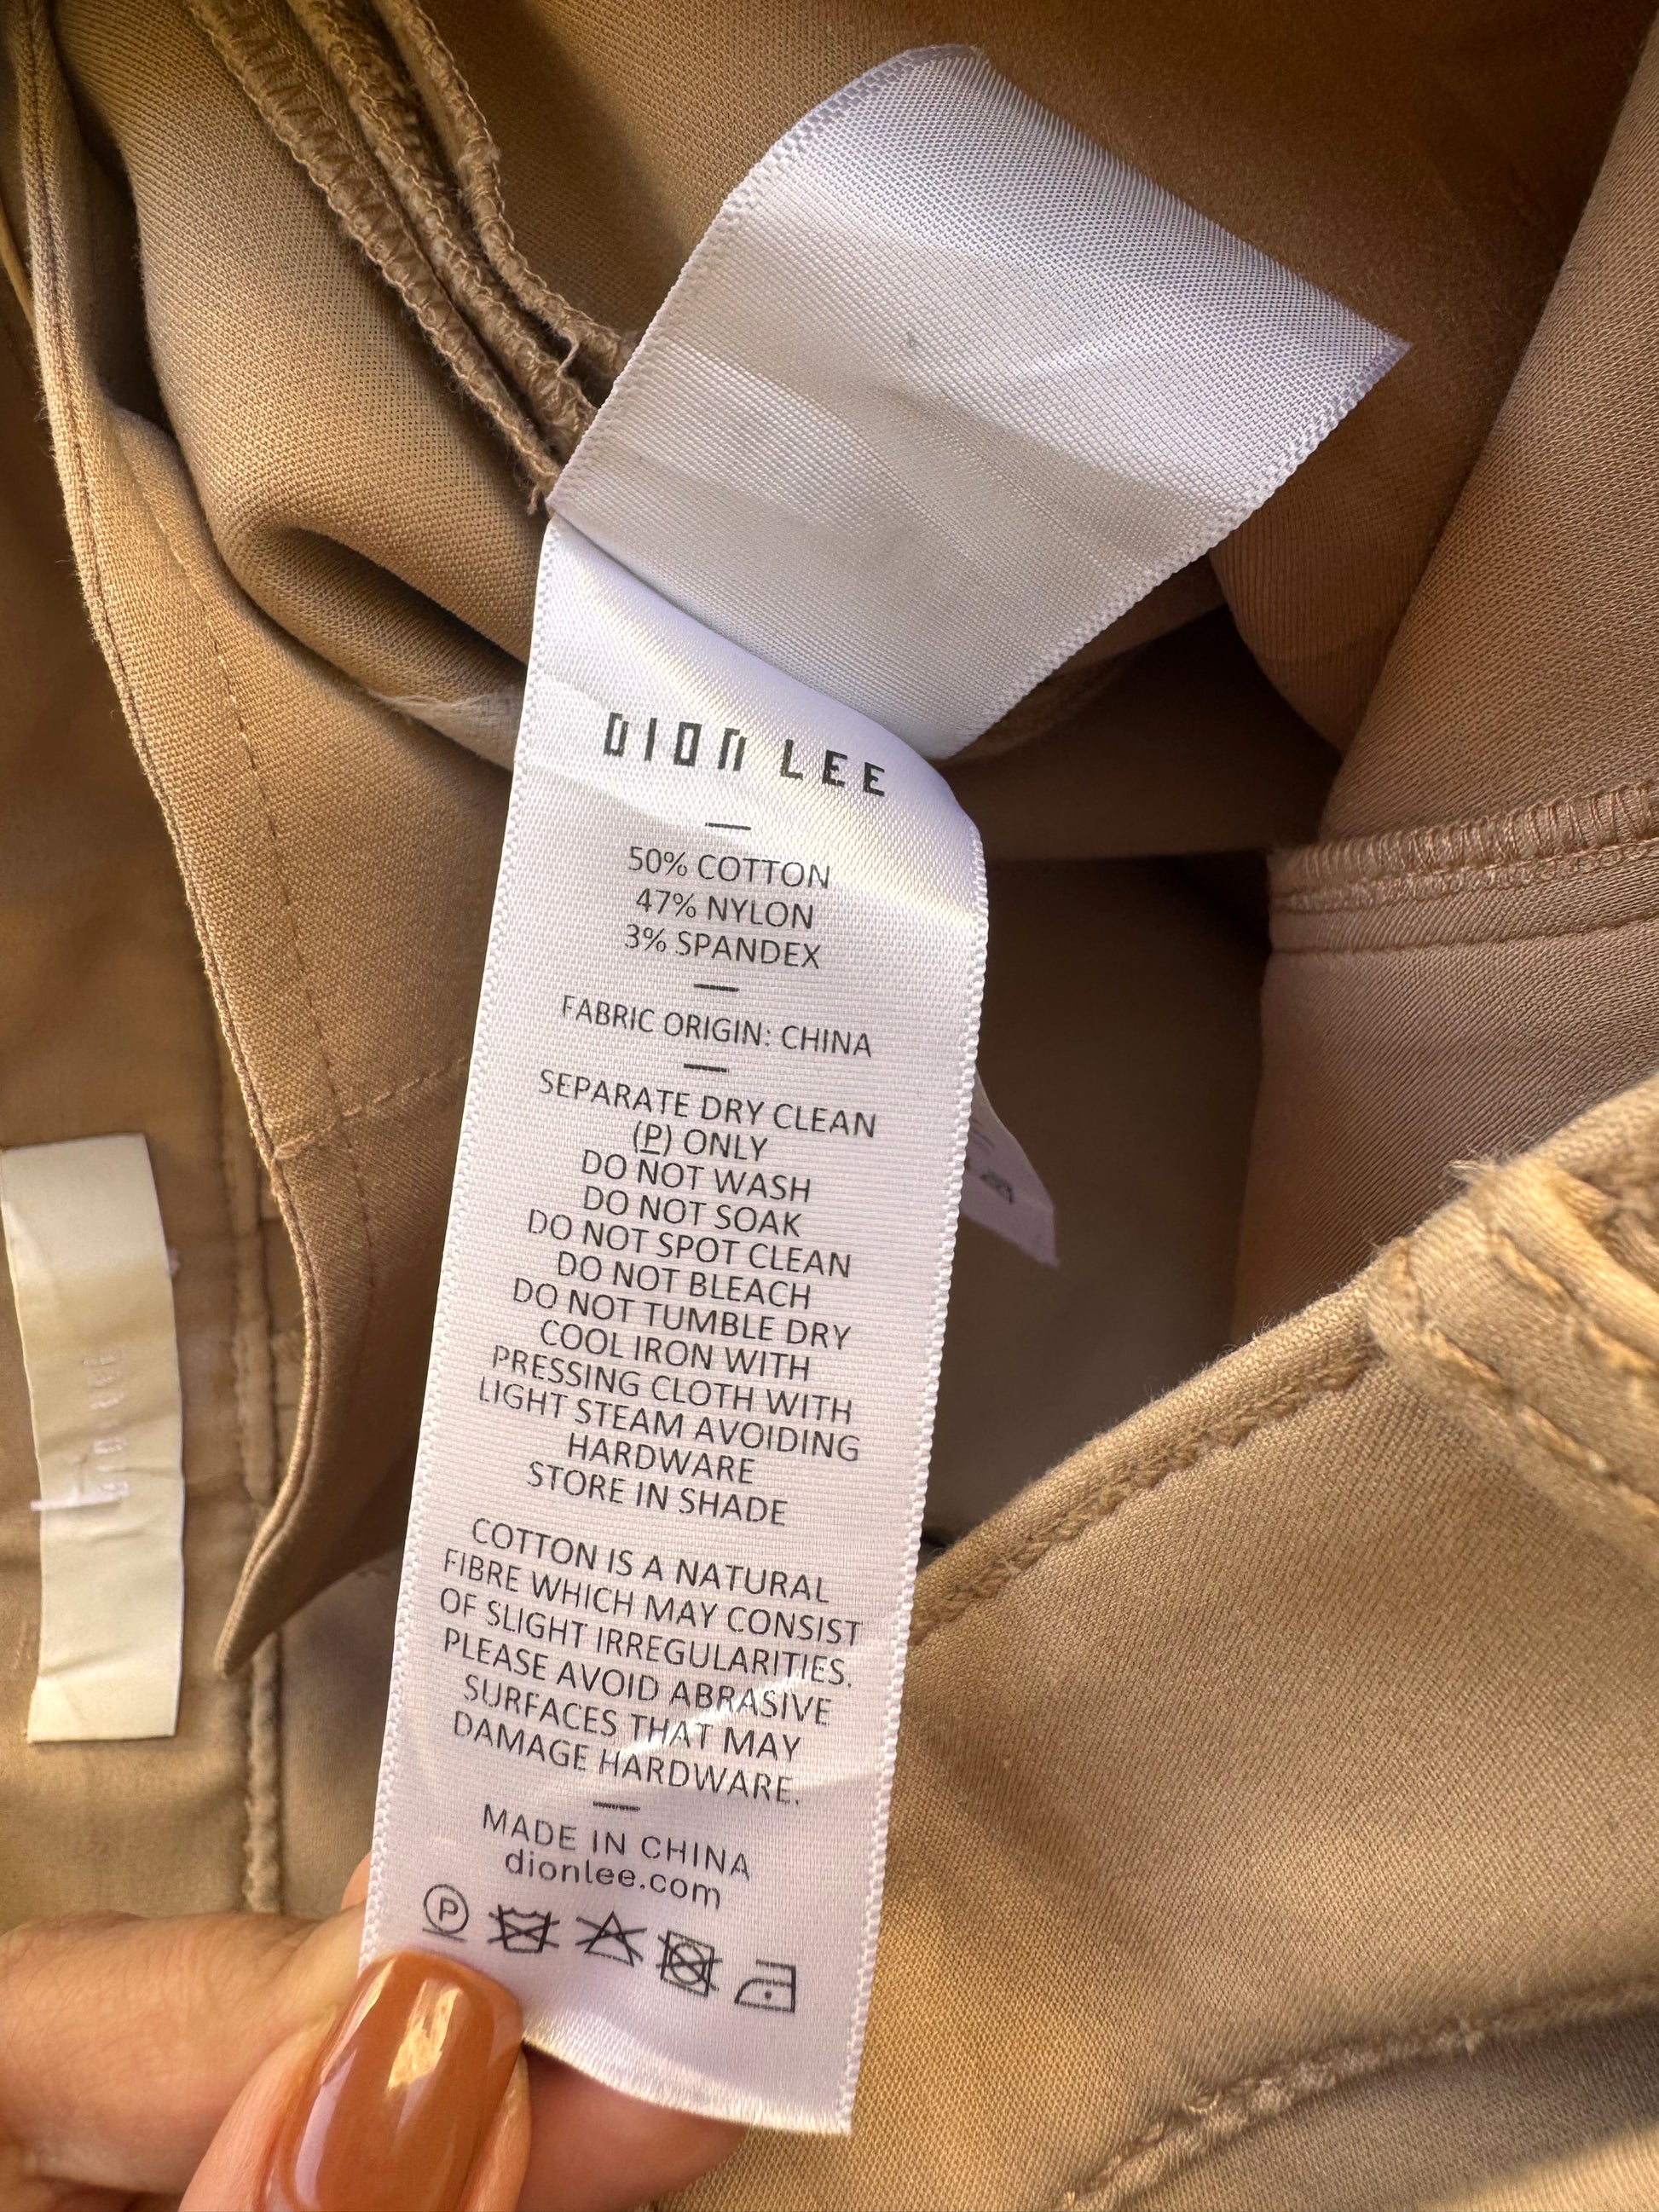 DION LEE
50% COTTON
47% NYLON
3% SPANDEX
FABRIC ORIGIN: CHINA
SEPARATE DRY CLEAN
(P) ONLY
DO NOT WASH
DO NOT SOAK
DO NOT SPOT CLEAN
DO NOT BLEACH
DO NOT TUMBLE DRY
COOL IRON WITH
PRESSING CLOTH WITH
LIGHT STEAM AVOIDING
HARDWARE
STORE IN SHADE
COTTON IS A NATURAL
FIBRE WHICH MAY CONSIST
OF SLIGHT IRREGULARITIES.
PLEASE AVOID ABRASIVE
SURFACES THAT MAY
DAMAGE HARDWARE.
MADE IN CHINA
dionlee.com
P